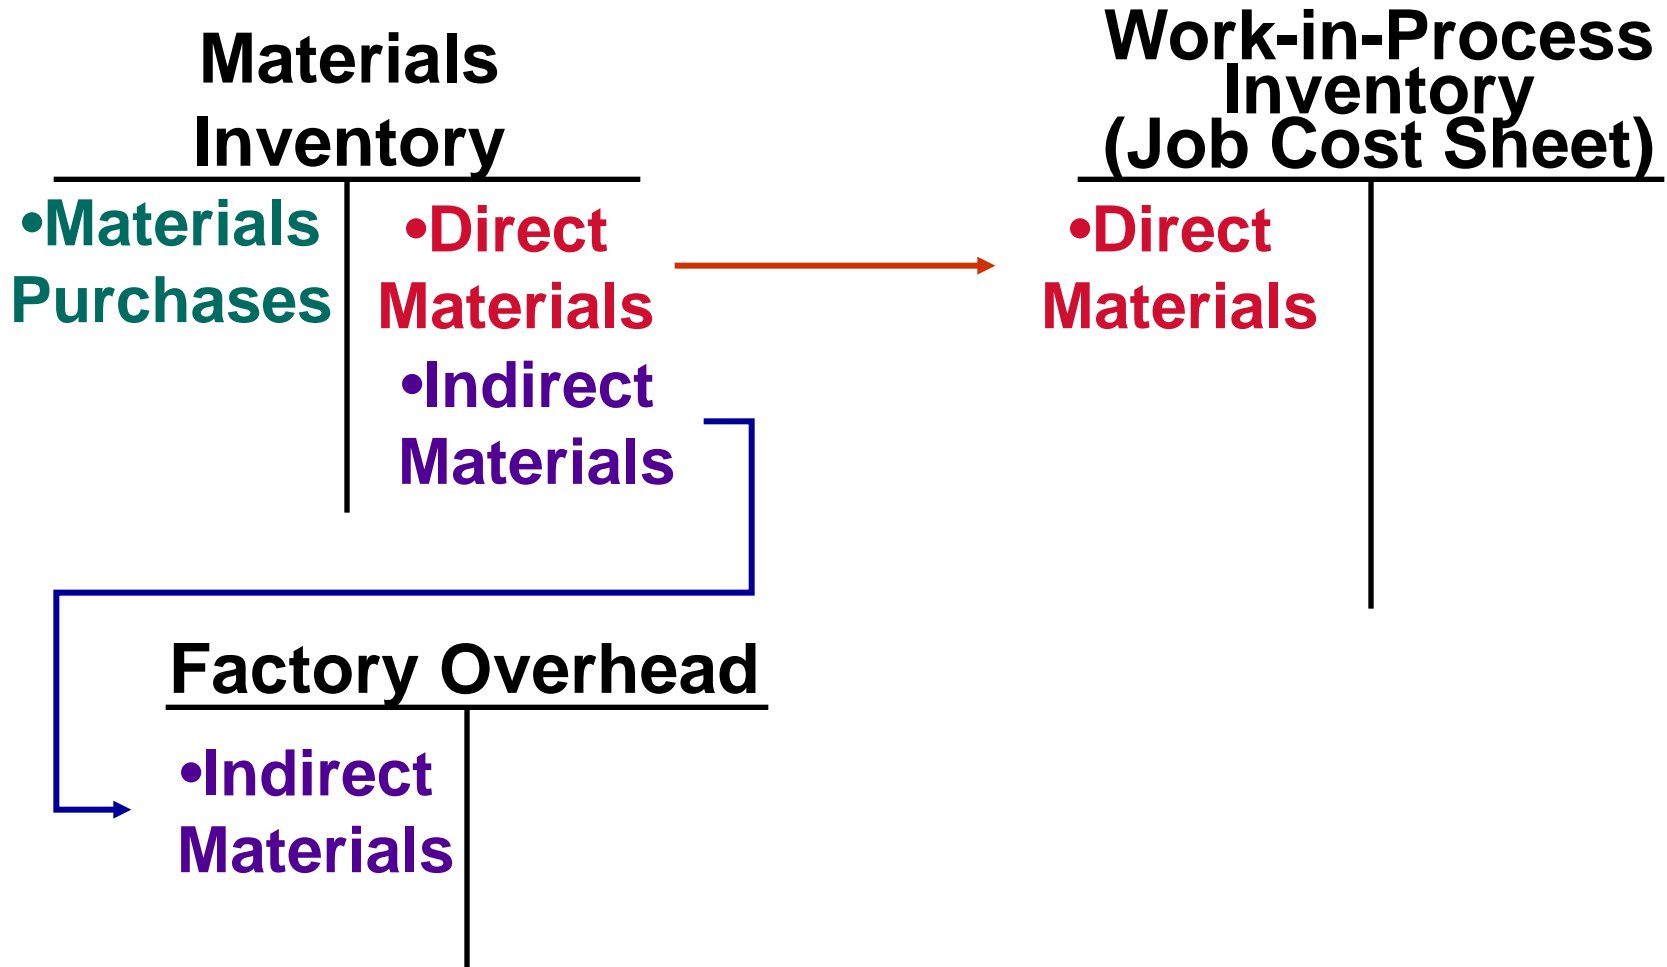 Materials
Inventory
•Materials
Purchases
•Direct
Materials
•Indirect
Materials
Work-in-Process
Inventory
(Job Cost Sheet)
•Direct
Materials
Factory Overhead
•Indirect
Materials